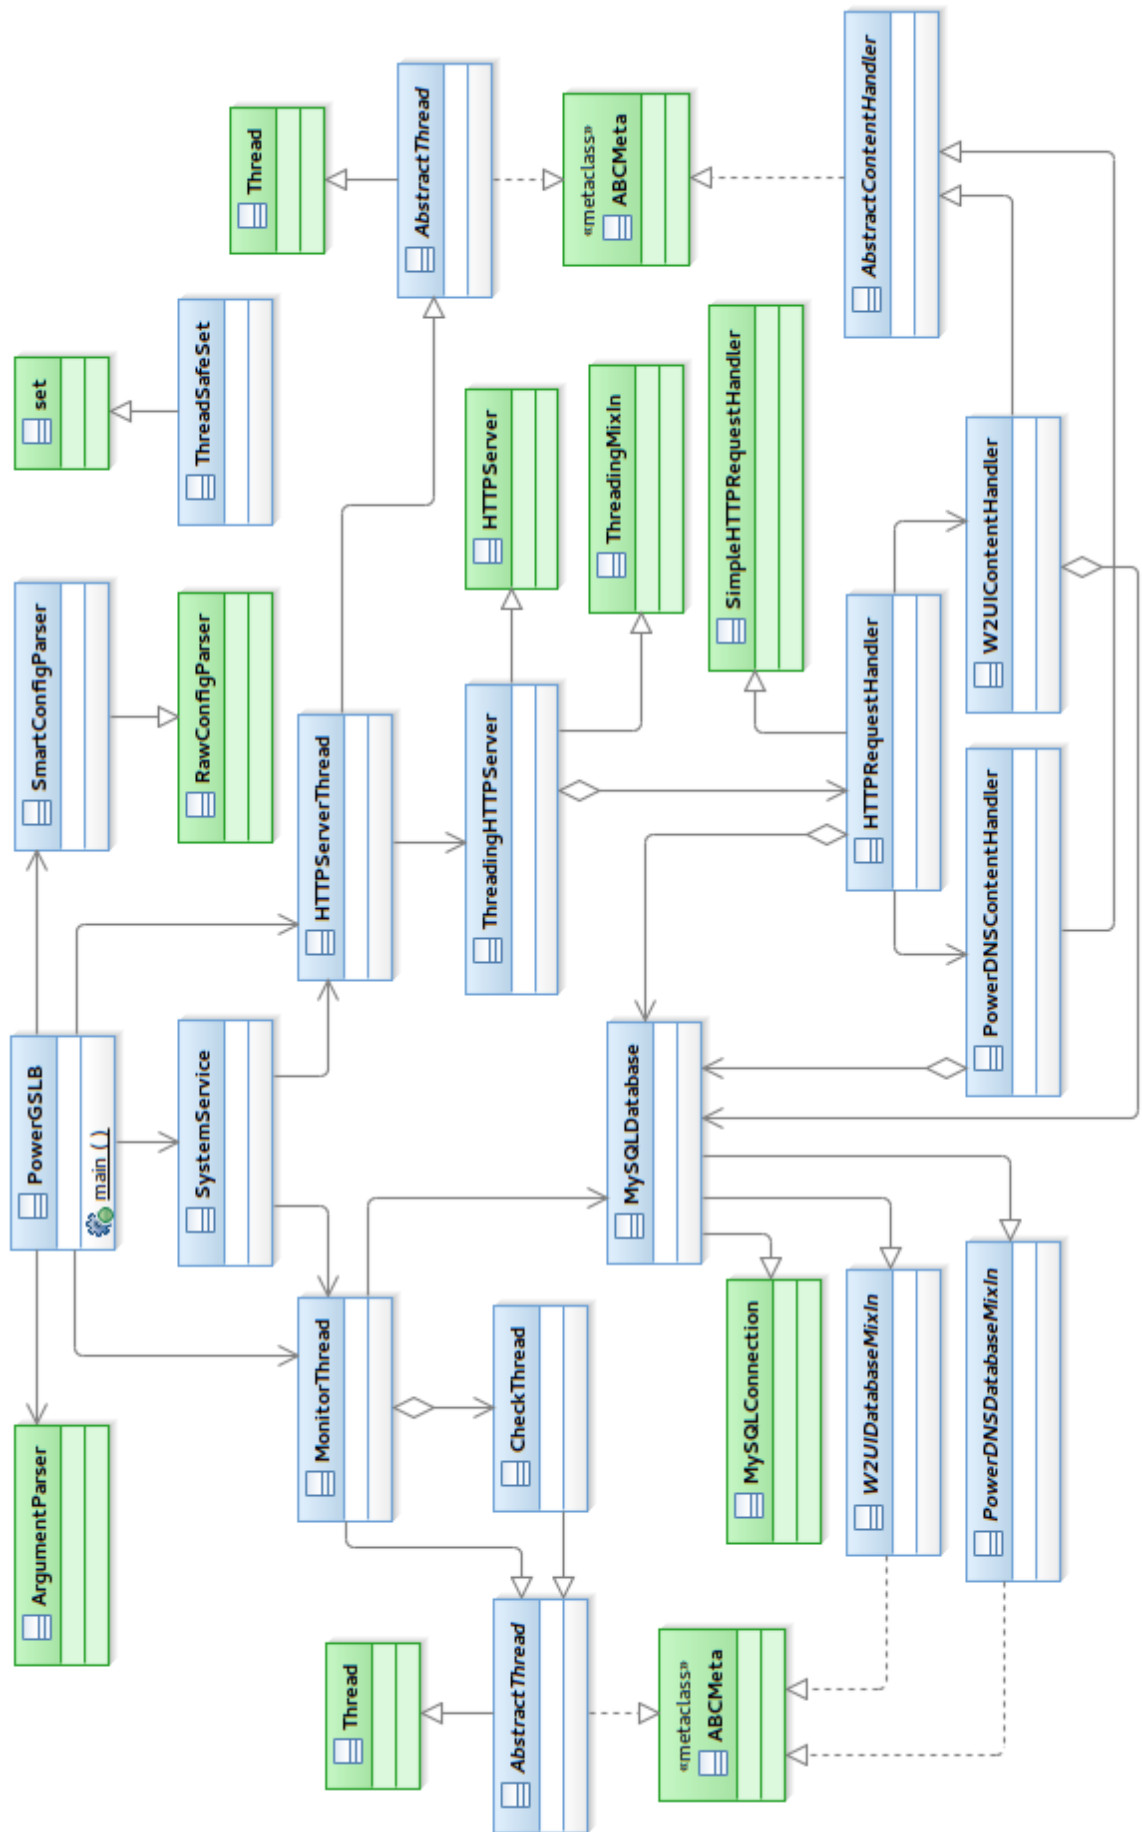 ArgumentParser
PowerGSLB
main ( )
SmartConfigParser
set
SystemService
RawConfigParser
ThreadSafeSet
Thread
Thread
MonitorThread
HTTPServerThread
AbstractThread
AbstractThread
CheckThread
ThreadingHTTPServer
HTTPServer
«metaclass»
ABCMeta
MySQLDatabase
ThreadingMixIn
«metaclass»
ABCMeta
MySQLConnection
SimpleHTTPRequestHandler
W2UIDatabaseMixIn
HTTPRequestHandler
AbstractContentHandler
PowerDNSDatabaseMixIn
PowerDNSContentHandler
W2UIContentHandler